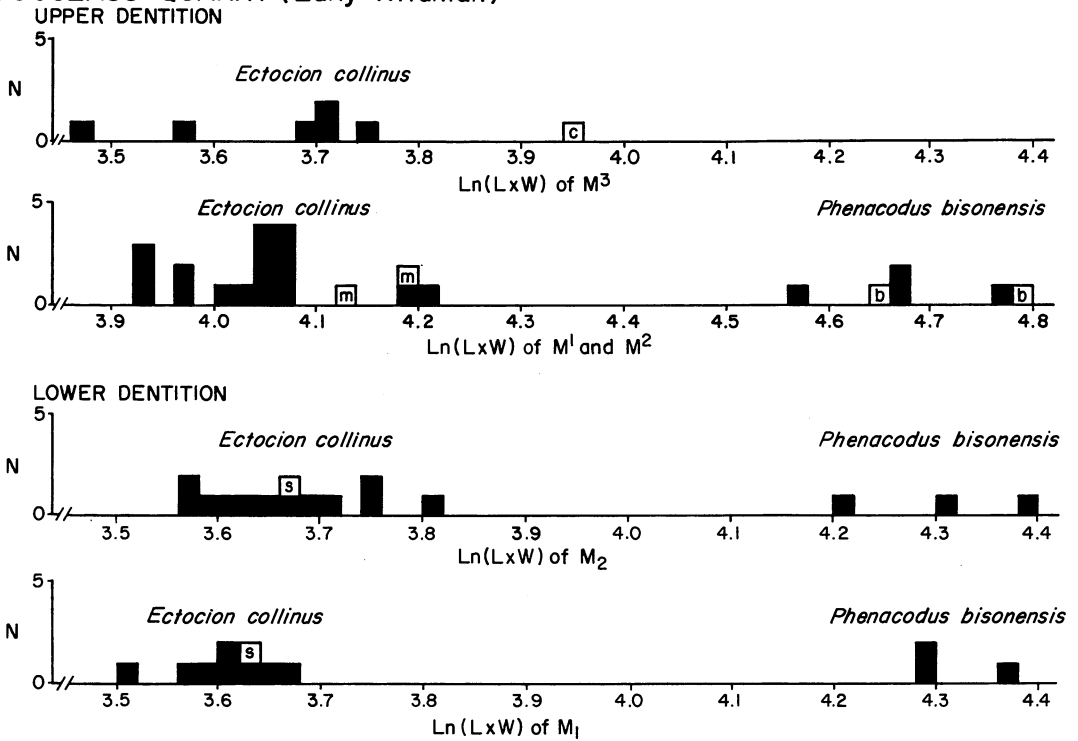 UPPER DENTITION
5
Ectocion collinus
N
c
0
3.5 3.6 3.7 3.8 3.9 4.0 4.1 4.2 4.3 4.4
Ln(LxW) of M3
5
Ectocion collinus Phenacodus bisonensis
N
m
m b b
0
3.9 4.0 4.1 4.2 4.3 4.4 4.5 4.6 4.7 4.8
Ln(LxW) of M1 and M2
LOWER DENTITION
5
Ectocion collinus Phenacodus bisonensis
N
s
0
3.5 3.6 3.7 3.8 3.9 4.0 4.1 4.2 4.3 4.4
Ln(LxW) of M2
5
Ectocion collinus Phenacodus bisonensis
N
s
0
3.5 3.6 3.7 3.8 3.9 4.0 4.1 4.2 4.3 4.4
Ln(LxW) of M1